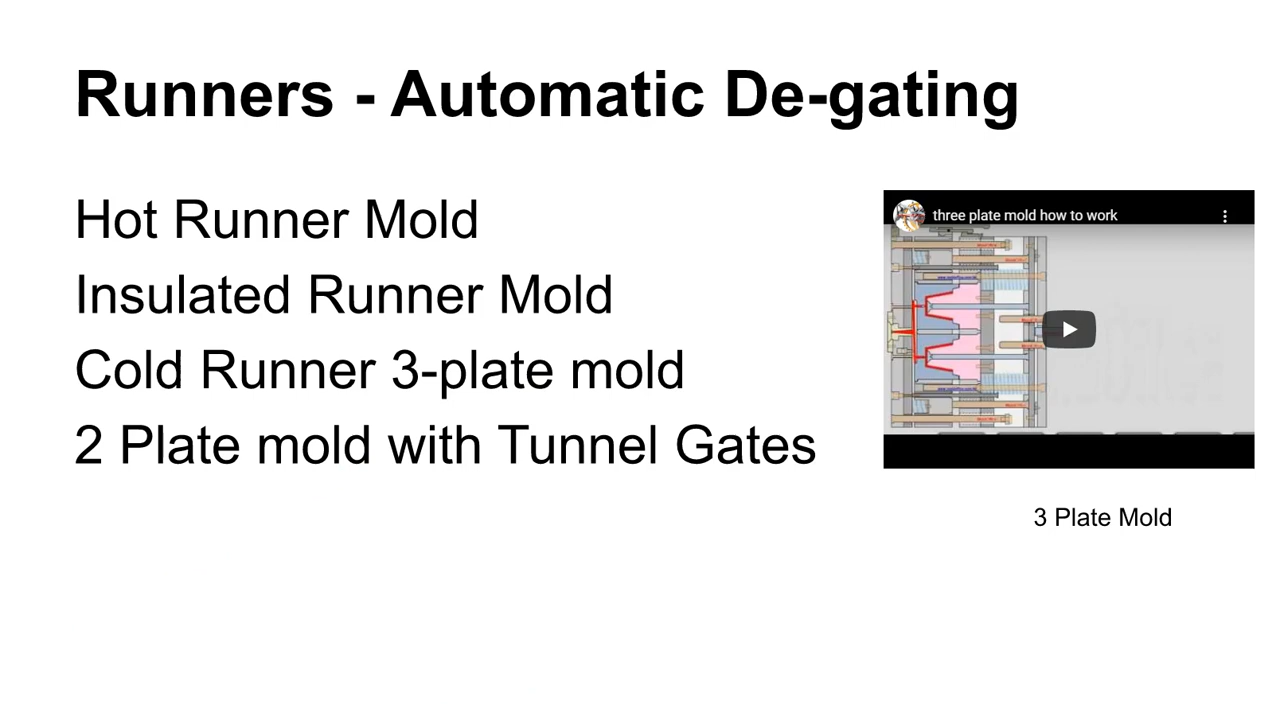 Runners - Automatic De-gating
Hot Runner Mold
Insulated Runner Mold
Cold Runner 3-plate mold
2 Plate mold with Tunnel Gates
three plate mold how to work
3 Plate Mold